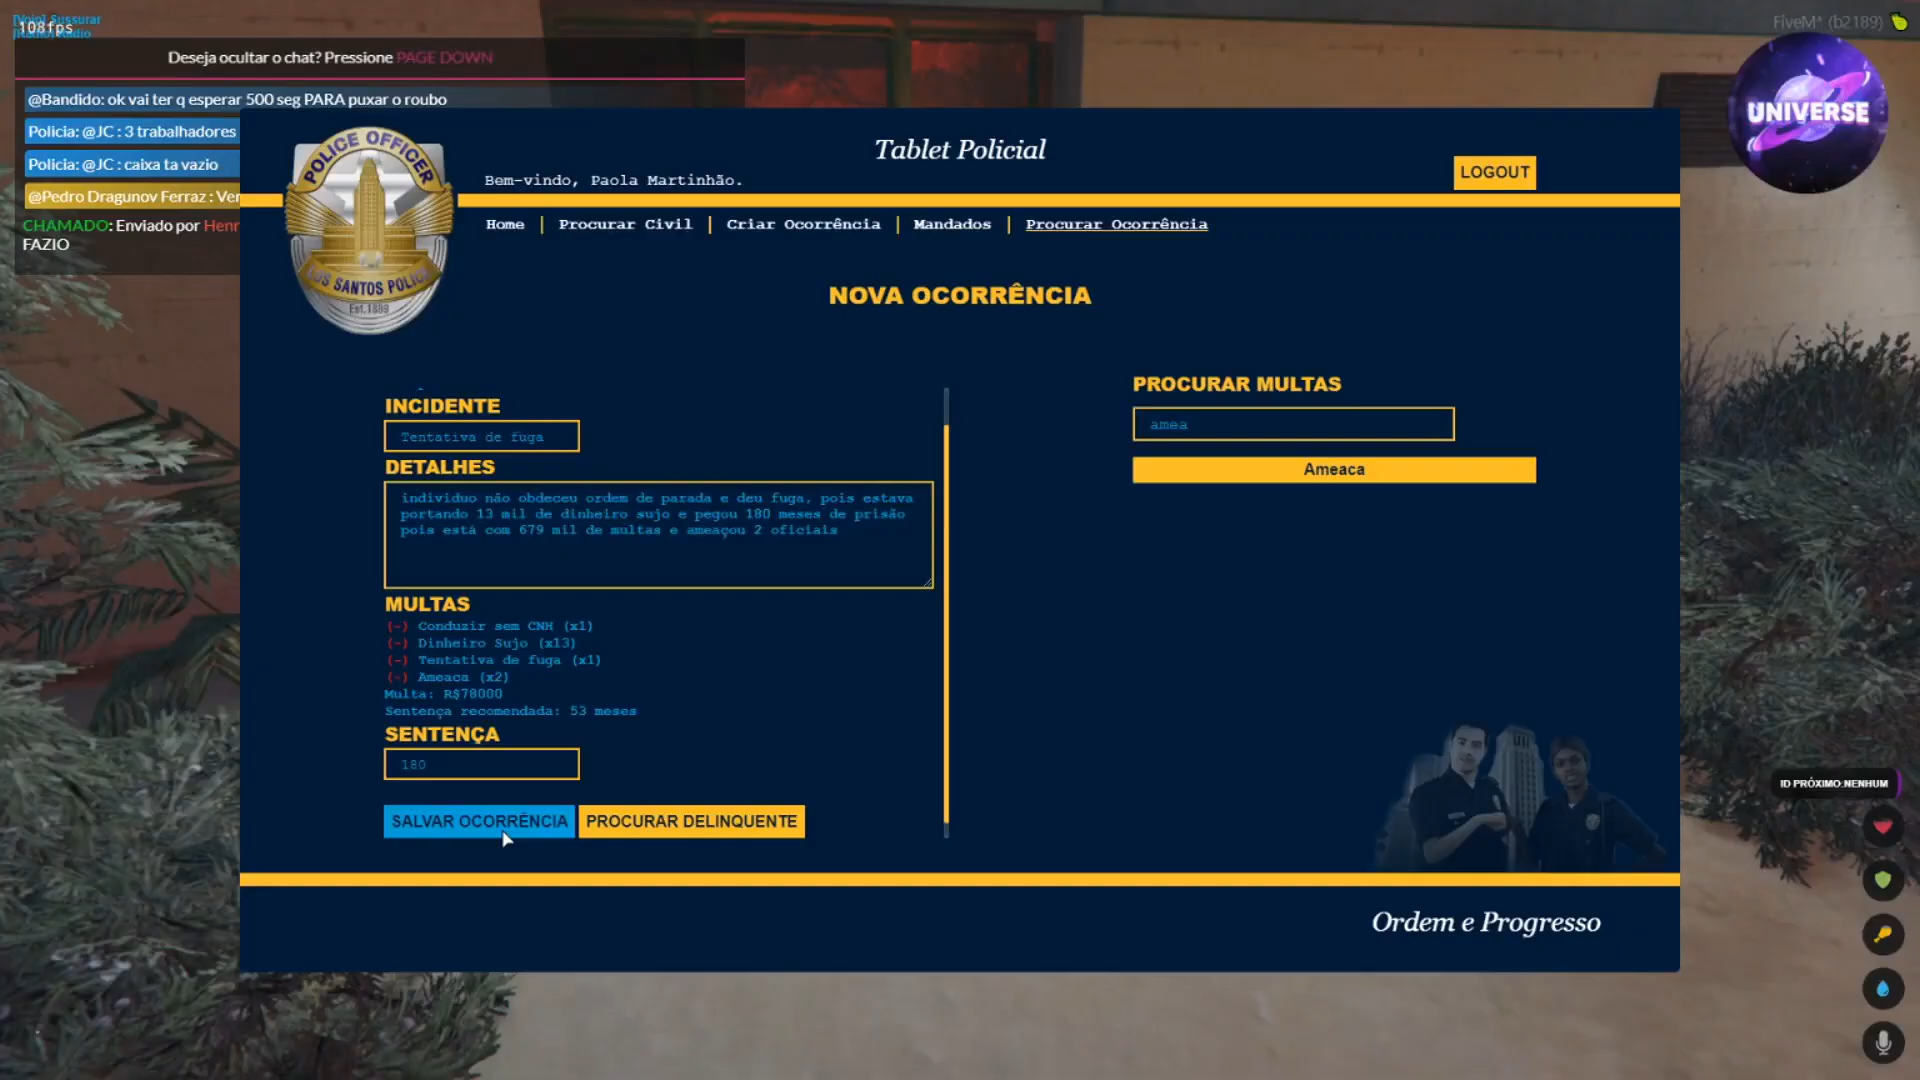 [Voip] Sussurar
108fps
FiveM* (b2189)
Deseja ocultar o chat? Pressione PAGE DOWN
@Bandido: ok vai ter q esperar 500 seg PARA puxar o roubo
Policia: @JC : 3 trabalhadores
Policia: @JC : caixa ta vazio
@Pedro Dragunov Ferraz : Ver
CHAMADO: Enviado por Henr
FAZIO
UNIVERSE
POLICE OFFICER
LOS SANTOS POLICE
Est.1889
Tablet Policial
Bem-vindo, Paola Martinhão.
LOGOUT
Home | Procurar Civil | Criar Ocorrência | Mandados | Procurar Ocorrência
NOVA OCORRÊNCIA
INCIDENTE
Tentativa de fuga
DETALHES
individuo não obdeceu ordem de parada e deu fuga, pois estava
portando 13 mil de dinheiro sujo e pegou 180 meses de prisão
pois está com 679 mil de multas e ameaçou 2 oficiais
MULTAS
(-) Conduzir sem CNH (x1)
(-) Dinheiro Sujo (x13)
(-) Tentativa de fuga (x1)
(-) Ameaca (x2)
Multa: R$78000
Sentença recomendada: 53 meses
SENTENÇA
180
SALVAR OCORRÊNCIA
PROCURAR DELINQUENTE
PROCURAR MULTAS
amea
Ameaca
Ordem e Progresso
ID PRÓXIMO:NENHUM